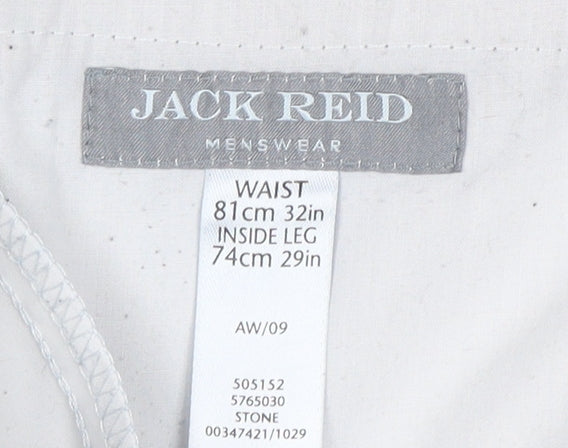 JACK REID
MENSWEAR
WAIST
81cm 32in
INSIDE LEG
74cm 29in
AW/09
505152
5765030
STONE
00347421/1029